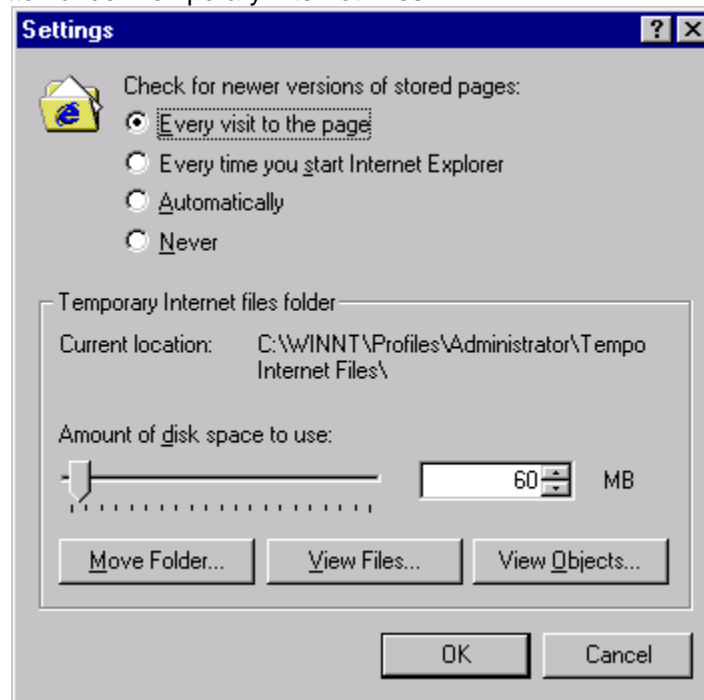 Settings
Check for newer versions of stored pages:
Every visit to the page
Every time you start Internet Explorer
Automatically
Never
Temporary Internet files folder
Current location: C:\WINNT\Profiles\Administrator\Tempo
Internet Files\
Amount of disk space to use:
60 MB
Move Folder... View Files... View Objects...
OK Cancel